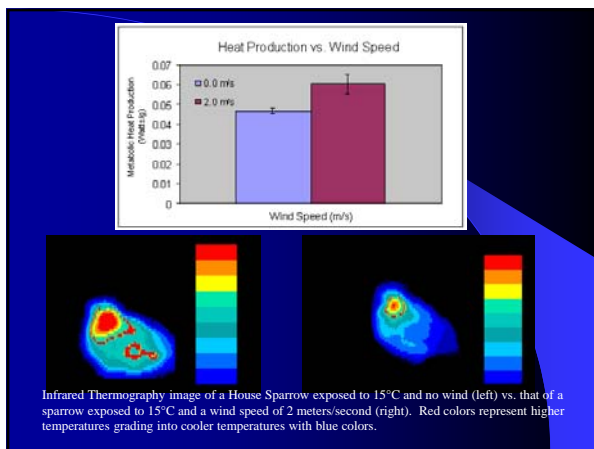 Heat Production vs. Wind Speed
Metabolic Heat Production
(Watts/g)
0.07
0.06
0.05
0.04
0.03
0.02
0.01
0
0.0 m/s
2.0 m/s
Wind Speed (m/s)
Infrared Thermography image of a House Sparrow exposed to 15°C and no wind (left) vs. that of a
sparrow exposed to 15°C and a wind speed of 2 meters/second (right). Red colors represent higher
temperatures grading into cooler temperatures with blue colors.